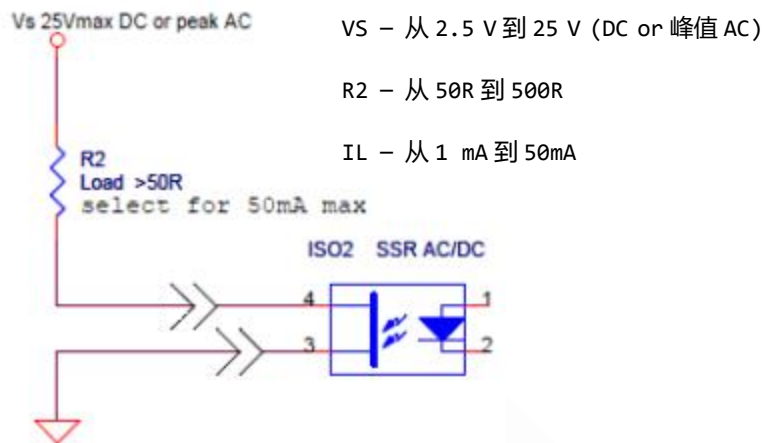 Vs 25Vmax DC or peak AC
VS – 从 2.5 V 到 25 V (DC or 峰值 AC)
R2 – 从 50R 到 500R
IL – 从 1 mA 到 50mA
R2
Load >50R
select for 50mA max
ISO2 SSR AC/DC
4
1
3
2